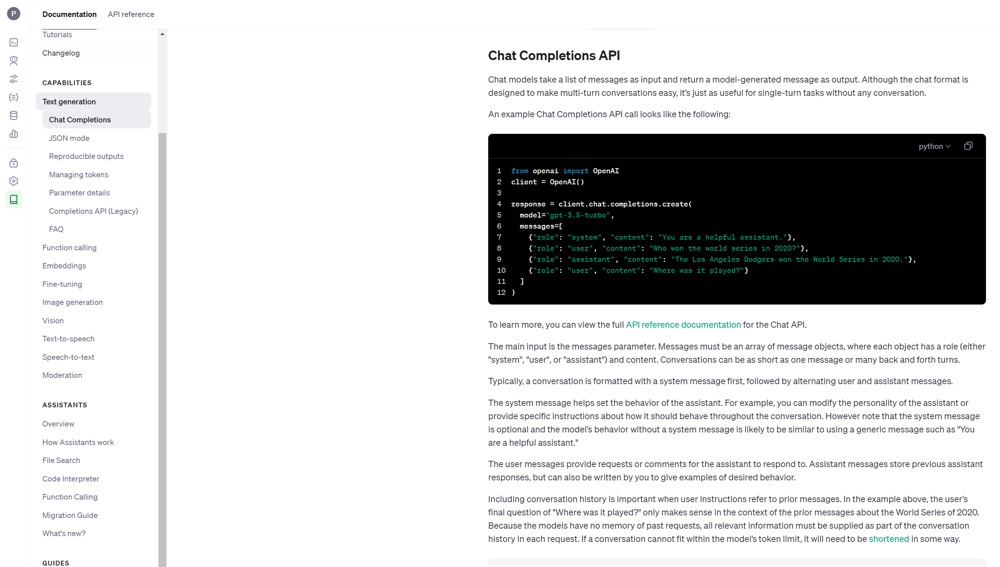 P
Documentation
API reference
Tutorials
Changelog
CAPABILITIES
Text generation
Chat Completions
JSON mode
Reproducible outputs
Managing tokens
Parameter details
Completions API (Legacy)
FAQ
Function calling
Embeddings
Fine-tuning
Image generation
Vision
Text-to-speech
Speech-to-text
Moderation
ASSISTANTS
Overview
How Assistants work
File Search
Code Interpreter
Function Calling
Migration Guide
What's new?
GUIDES
Chat Completions API
Chat models take a list of messages as input and return a model-generated message as output. Although the chat format is
designed to make multi-turn conversations easy, it’s just as useful for single-turn tasks without any conversation.
An example Chat Completions API call looks like the following:
python
1 from openai import OpenAI
2 client = OpenAI()
3
4 response = client.chat.completions.create(
5   model="gpt-3.5-turbo",
6   messages=[
7     {"role": "system", "content": "You are a helpful assistant."},
8     {"role": "user", "content": "Who won the world series in 2020?"},
9     {"role": "assistant", "content": "The Los Angeles Dodgers won the World Series in 2020."},
10     {"role": "user", "content": "Where was it played?"}
11   ]
12 )
To learn more, you can view the full API reference documentation for the Chat API.
The main input is the messages parameter. Messages must be an array of message objects, where each object has a role (either
"system", "user", or "assistant") and content. Conversations can be as short as one message or many back and forth turns.
Typically, a conversation is formatted with a system message first, followed by alternating user and assistant messages.
The system message helps set the behavior of the assistant. For example, you can modify the personality of the assistant or
provide specific instructions about how it should behave throughout the conversation. However note that the system message
is optional and the model’s behavior without a system message is likely to be similar to using a generic message such as "You
are a helpful assistant."
The user messages provide requests or comments for the assistant to respond to. Assistant messages store previous assistant
responses, but can also be written by you to give examples of desired behavior.
Including conversation history is important when user instructions refer to prior messages. In the example above, the user’s
final question of "Where was it played?" only makes sense in the context of the prior messages about the World Series of 2020.
Because the models have no memory of past requests, all relevant information must be supplied as part of the conversation
history in each request. If a conversation cannot fit within the model’s token limit, it will need to be shortened in some way.